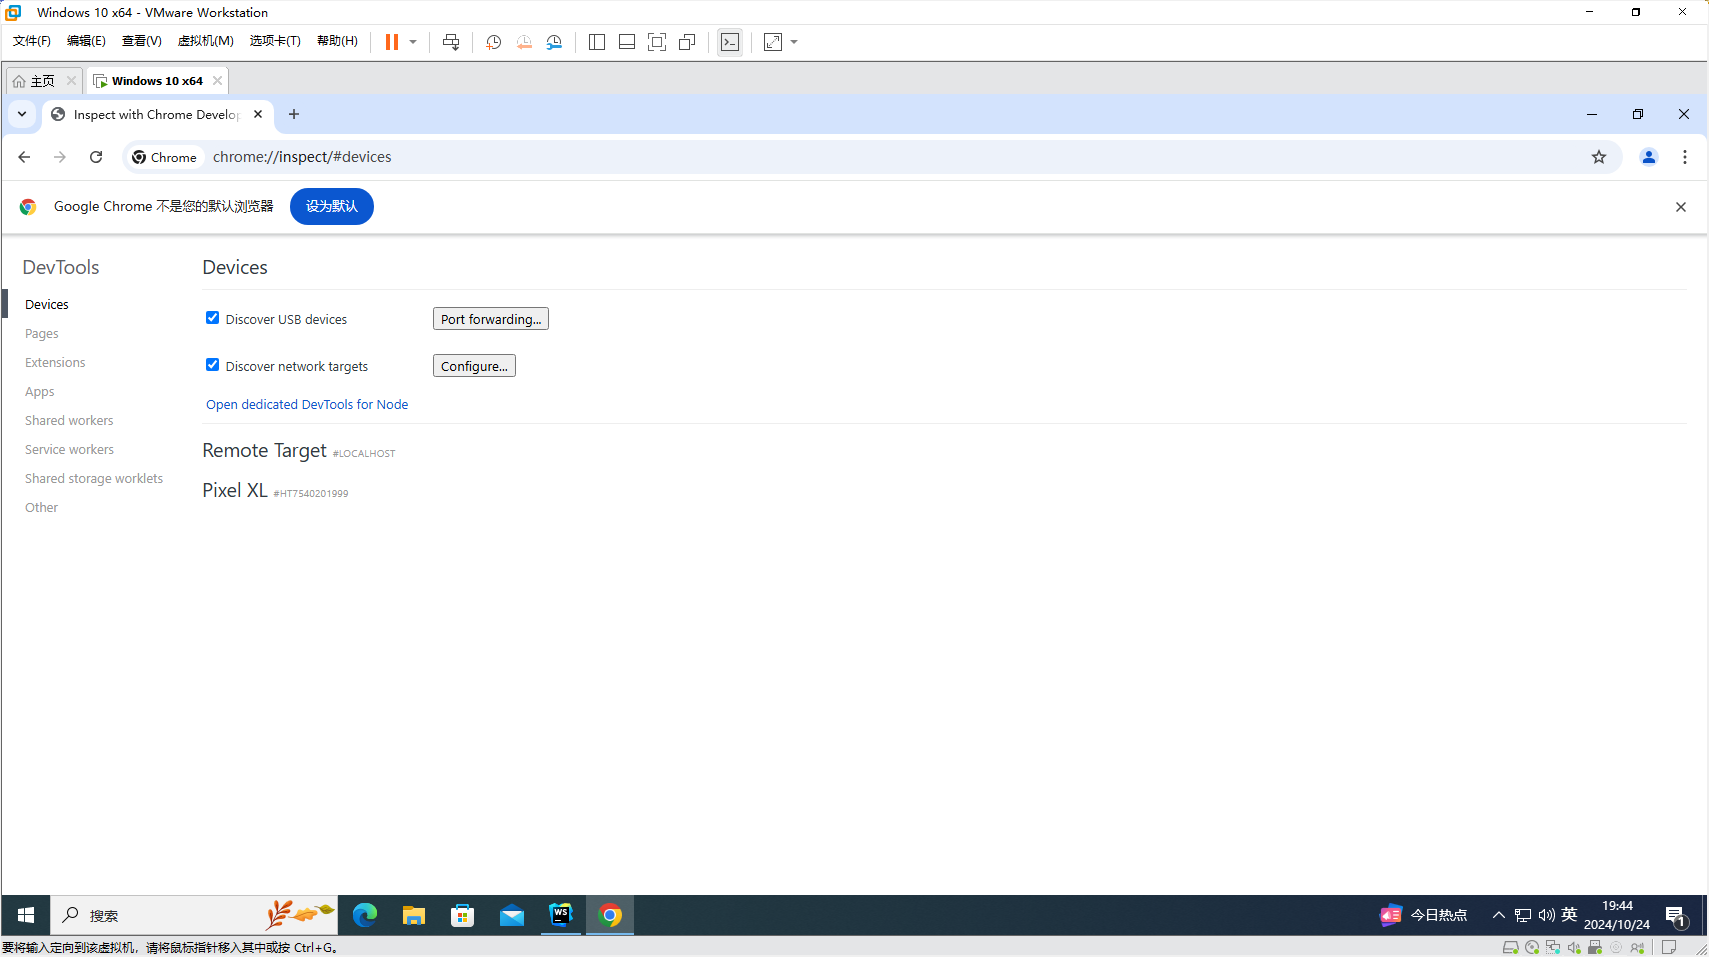 Windows 10 x64 - VMware Workstation
文件(F) 编辑(E) 查看(V) 虚拟机(M) 选项卡(T) 帮助(H)
主页 Windows 10 x64
Inspect with Chrome Develop
Chrome chrome://inspect/#devices
Google Chrome 不是您的默认浏览器 设为默认
DevTools
Devices
Pages
Extensions
Apps
Shared workers
Service workers
Shared storage worklets
Other
Devices
Discover USB devices Port forwarding...
Discover network targets Configure...
Open dedicated DevTools for Node
Remote Target #LOCALHOST
Pixel XL #HT7540201999
搜索 WS 今日热点 英 19:44
2024/10/24 1
要将输入定向到该虚拟机，请将鼠标指针移入其中或按 Ctrl+G。